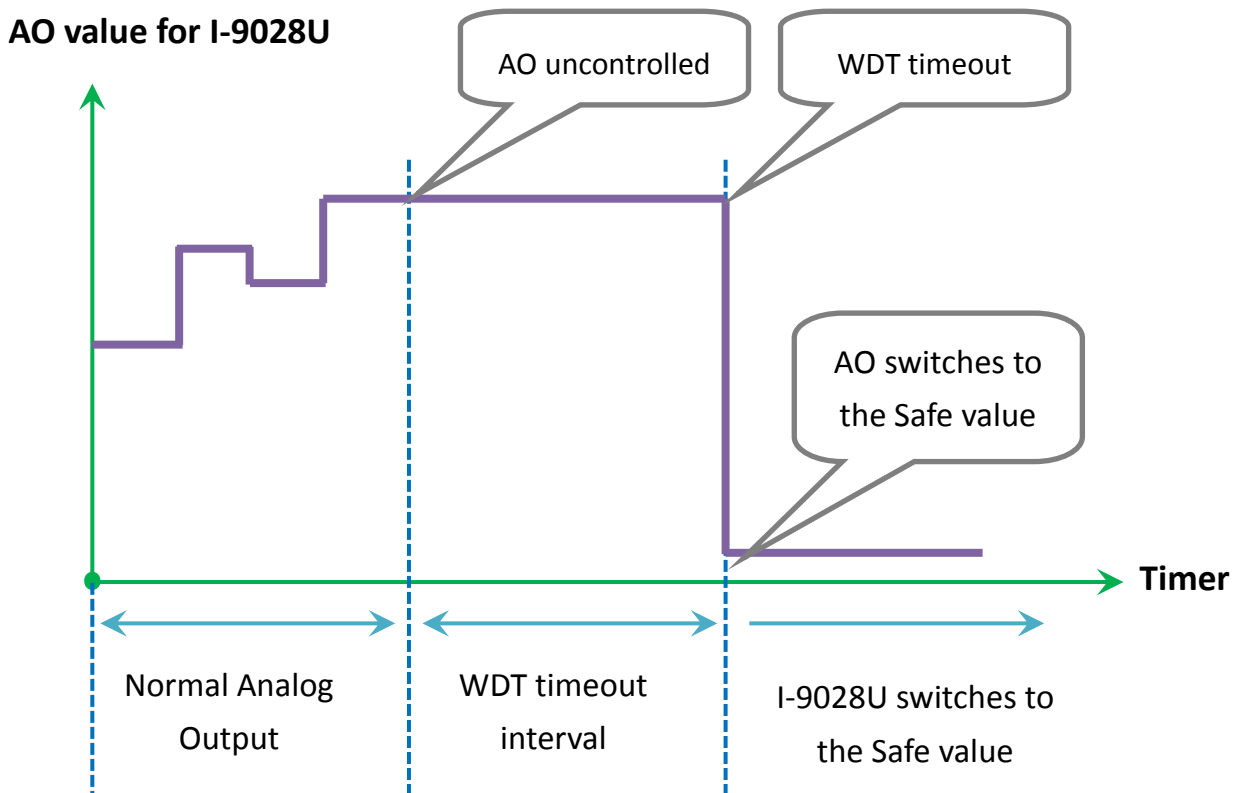 AO value for I-9028U
AO uncontrolled
WDT timeout
AO switches to
the Safe value
Timer
Normal Analog
Output
WDT timeout
interval
I-9028U switches to
the Safe value